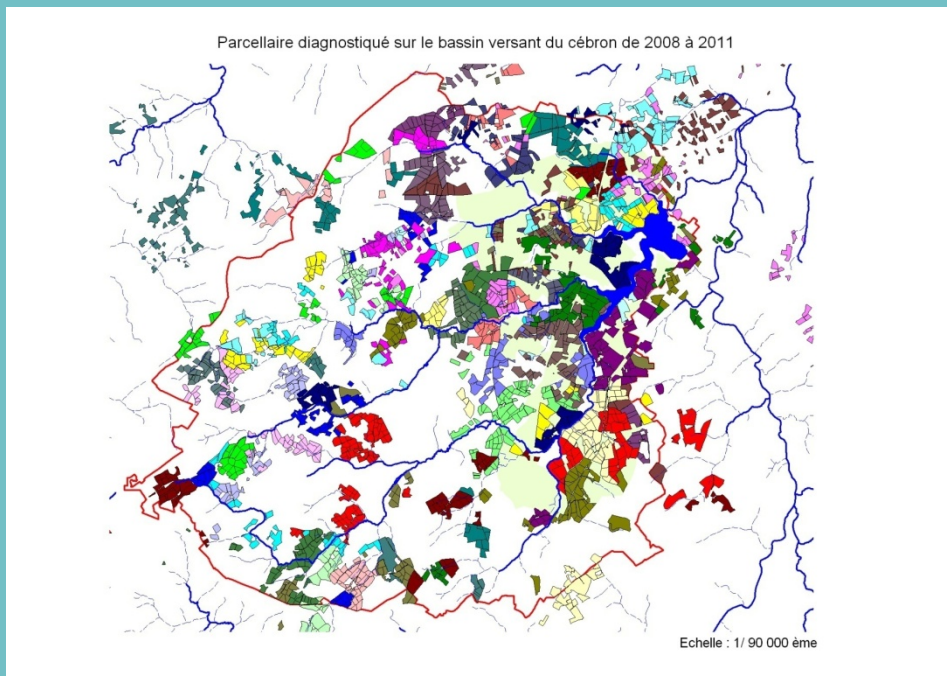 Parcellaire diagnostiqué sur le bassin versant du cébron de 2008 à 2011
Echelle : 1/ 90 000 ème